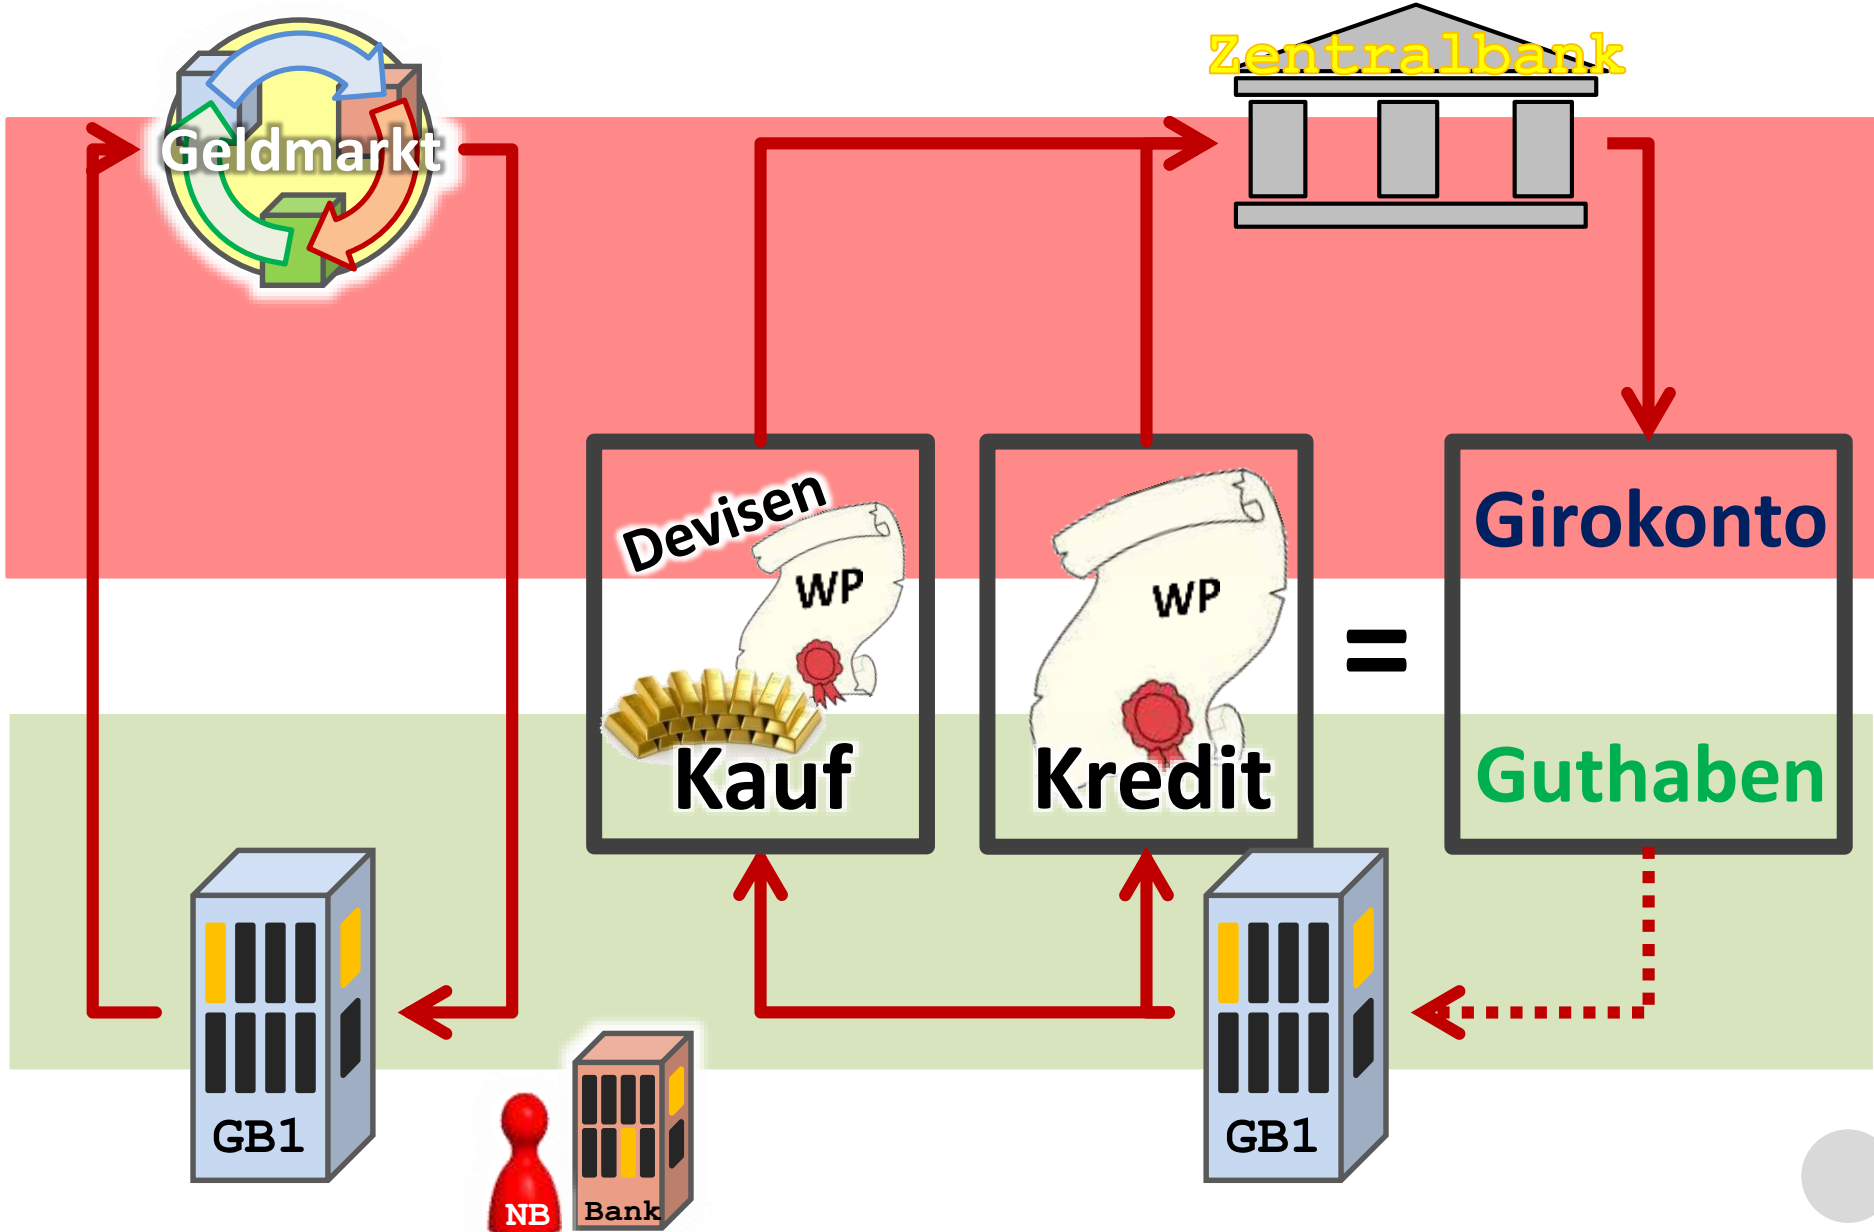 Zentralbank
Geldmarkt
Devisen
WP
WP
Girokonto
=
Kauf
Kredit
Guthaben
GB1
GB1
NB
Bank